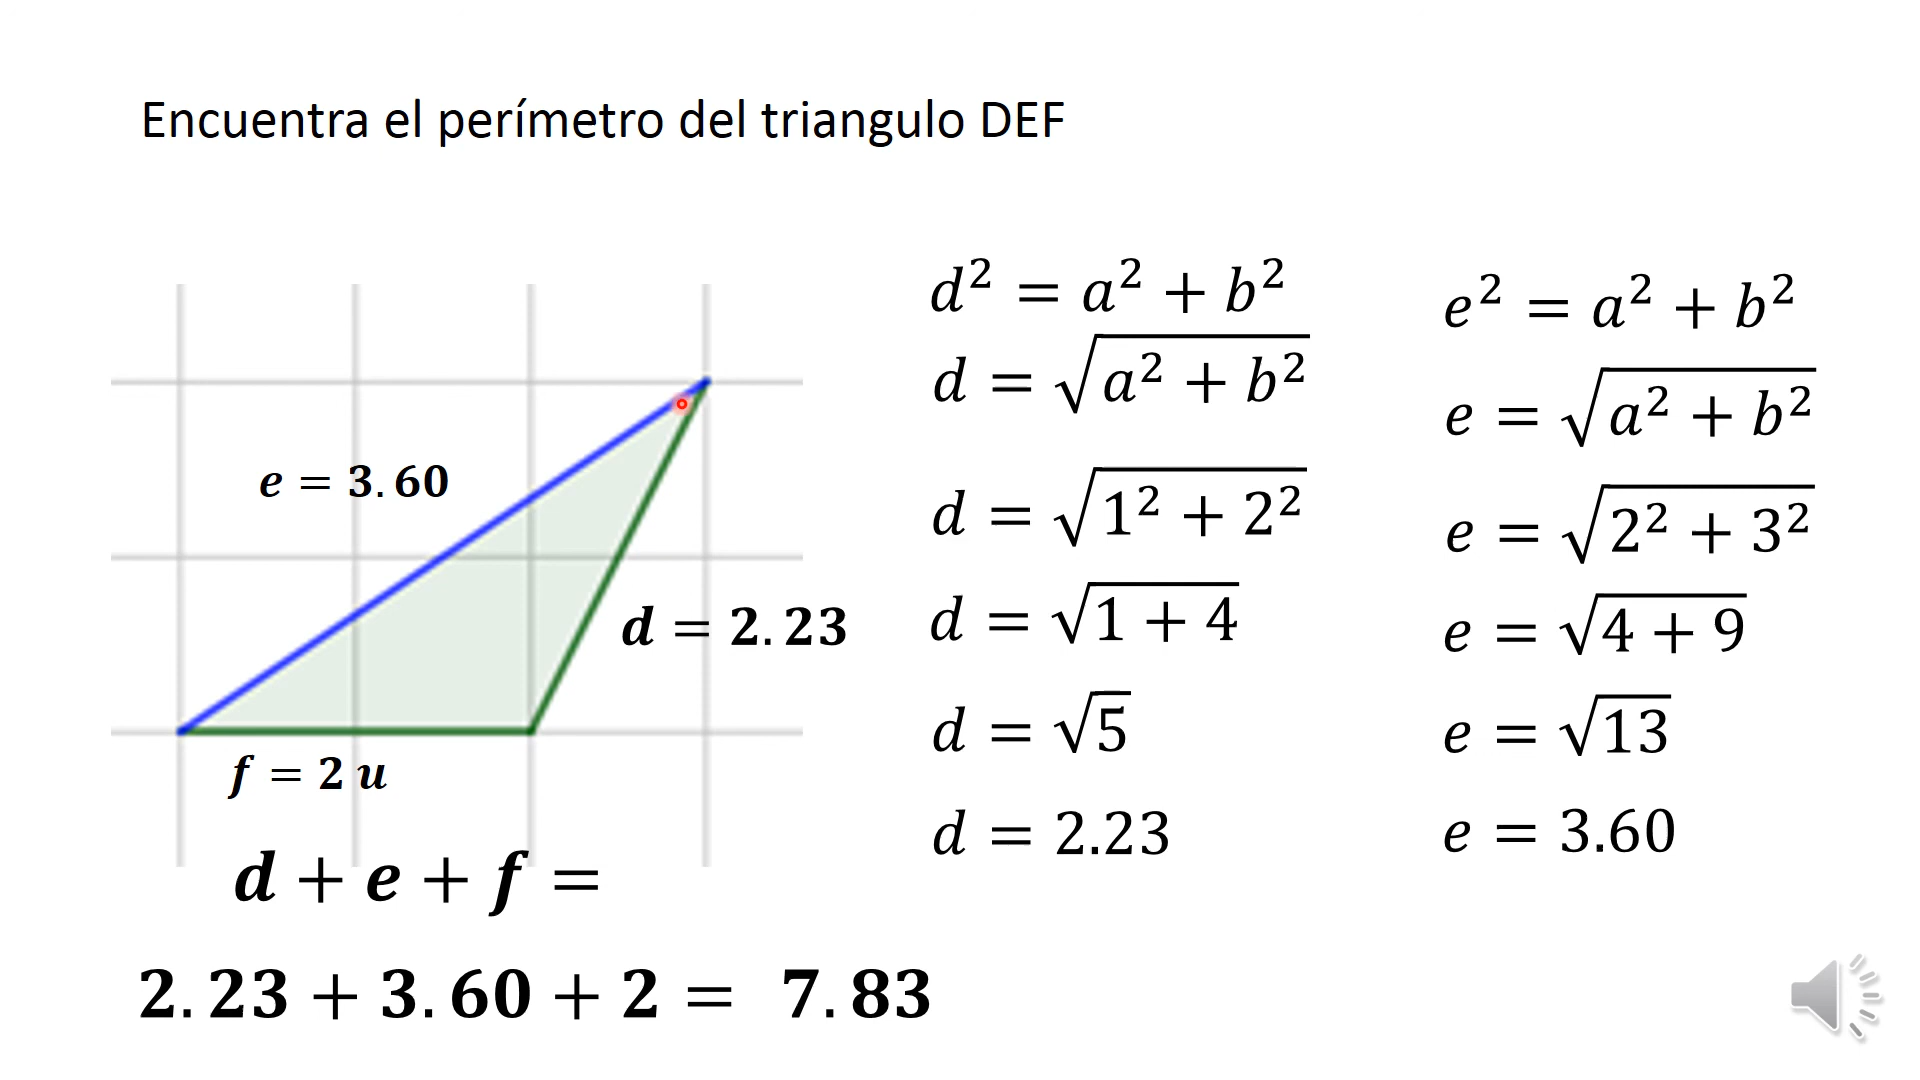 Encuentra el perímetro del triangulo DEF
e = 3.60
d = 2.23
f = 2 u
d + e + f =
2.23 + 3.60 + 2 = 7.83
d² = a² + b²
d = √(a² + b²)
d = √(1² + 2²)
d = √(1 + 4)
d = √5
d = 2.23
e² = a² + b²
e = √(a² + b²)
e = √(2² + 3²)
e = √(4 + 9)
e = √13
e = 3.60